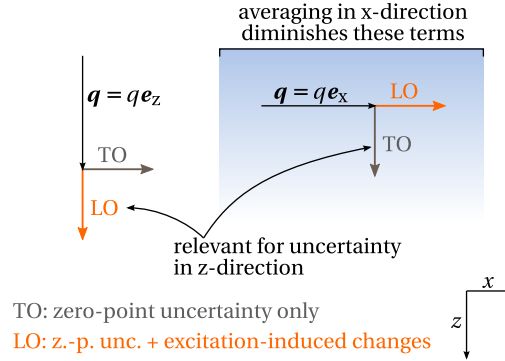 averaging in x-direction
diminishes these terms
q = qe_z
q = qe_x
LO
TO
TO
LO
relevant for uncertainty
in z-direction
x
z
TO: zero-point uncertainty only
LO: z.-p. unc. + excitation-induced changes